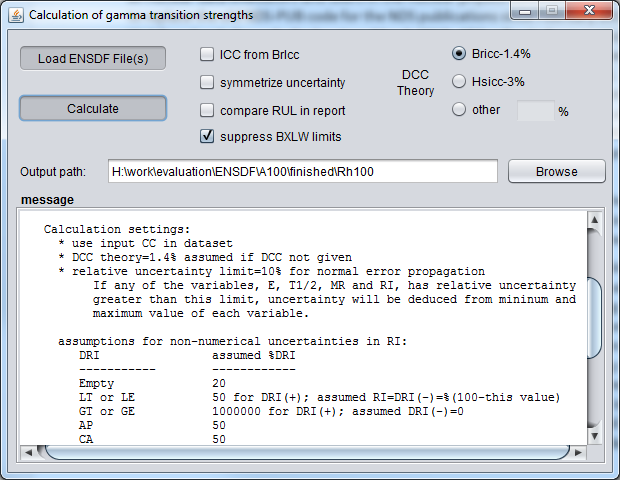 Calculation of gamma transition strengths
Load ENSDF File(s)
Calculate
ICC from BrIcc
symmetrize uncertainty
compare RUL in report
suppress BXLW limits
DCC
Theory
Bricc-1.4%
Hsicc-3%
other %
Output path: H:\work\evaluation\ENSDF\A100\finished\Rh100 Browse
message
Calculation settings:
* use input CC in dataset
* DCC theory=1.4% assumed if DCC not given
* relative uncertainty limit=10% for normal error propagation
If any of the variables, E, T1/2, MR and RI, has relative uncertainty
greater than this limit, uncertainty will be deduced from mininum and
maximum value of each variable.
assumptions for non-numerical uncertainties in RI:
DRI assumed %DRI
----------- ------------
Empty 20
LT or LE 50 for DRI(+); assumed RI=DRI(-)=%(100-this value)
GT or GE 1000000 for DRI(+); assumed DRI(-)=0
AP 50
CA 50